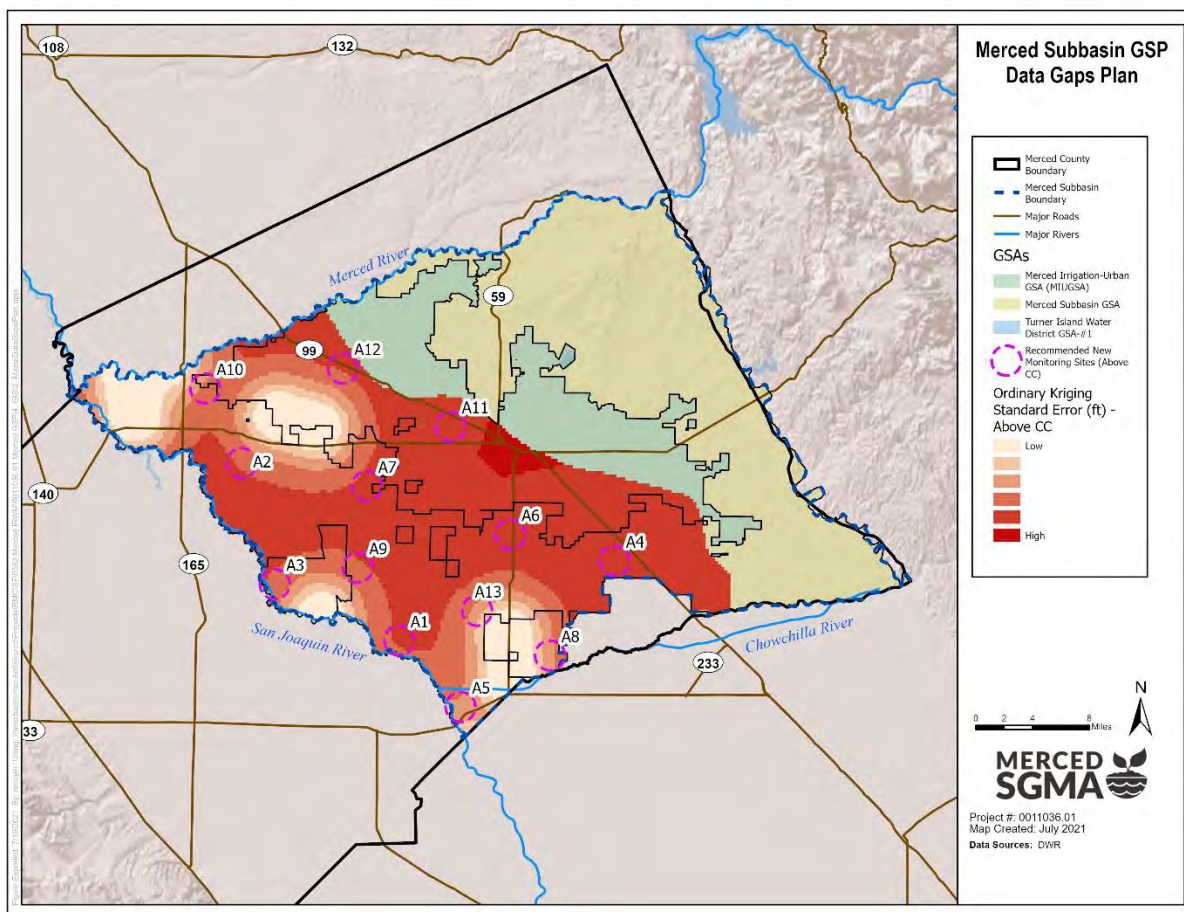 Merced Subbasin GSP
Data Gaps Plan
Merced County
Boundary
Merced Subbasin
Boundary
Major Roads
Major Rivers
GSAs
Merced Irrigation-Urban
GSA (MIUGSA)
Merced Subbasin GSA
Turner Island Water
District GSA-#1
Recommended New
Monitoring Sites (Above
CC)
Ordinary Kriging
Standard Error (ft) -
Above CC
Low
High
N
0 2 4 8
Miles
MERCED
SGMA
Project #: 0011036.01
Map Created: July 2021
Data Sources: DWR
108
132
Merced River
59
99
A12
A10
A11
A2
A7
140
A6
A4
165
A9
A3
A13
A1
San Joaquin River
A8
Chowchilla River
233
A5
33